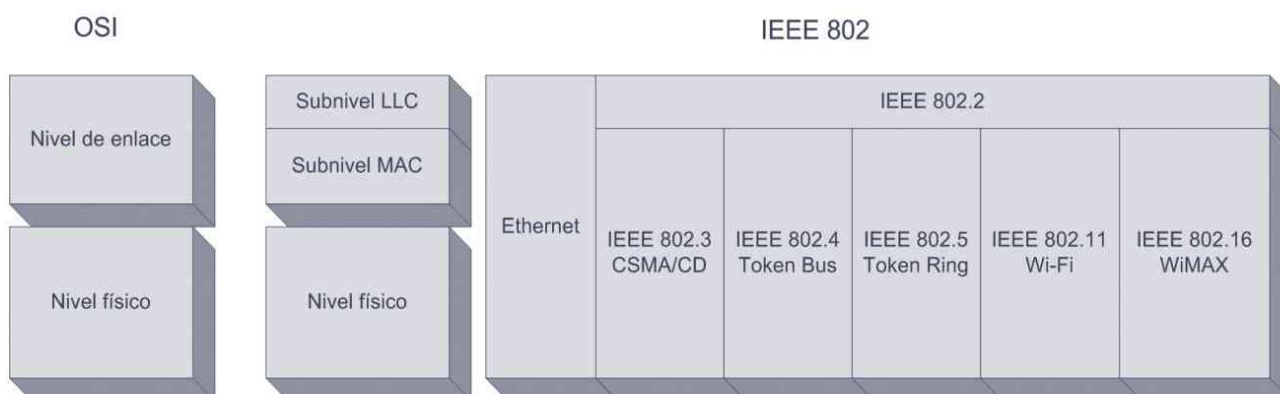 OSI
IEEE 802
Nivel de enlace
Nivel físico
Subnivel LLC
Subnivel MAC
Nivel físico
Ethernet
IEEE 802.2
IEEE 802.3
CSMA/CD
IEEE 802.4
Token Bus
IEEE 802.5
Token Ring
IEEE 802.11
Wi-Fi
IEEE 802.16
WiMAX